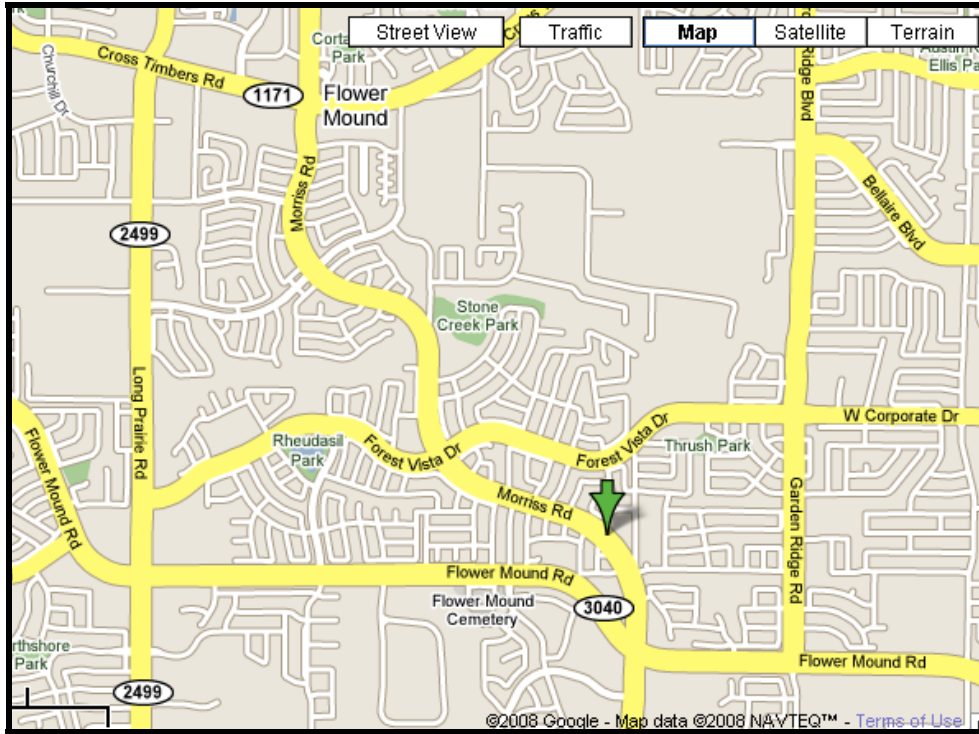 Street View
Traffic
Map
Satellite
Terrain
Cross Timbers Rd
Churchill Dr
1171
Park
Flower
Mound
Ridge Blvd
Ellis
Morriss Rd
2499
Bellaire Blvd
Stone
Creek Park
Long Prairie Rd
Flower Mound Rd
Rheudasil
Park
Forest Vista Dr
Forest Vista Dr
W Corporate Dr
Thrush Park
Morriss Rd
Garden Ridge Rd
Flower Mound Rd
Flower Mound
Cemetery
3040
Park
Flower Mound Rd
2499
©2008 Google - Map data ©2008 NAVTEQ™ - Terms of Use